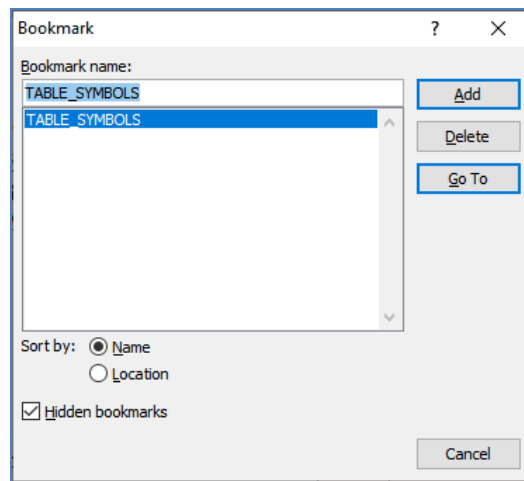 Bookmark ?
Bookmark name:
TABLE_SYMBOLS
Add
TABLE_SYMBOLS
Delete
Go To
Sort by: Name
Location
Hidden bookmarks
Cancel